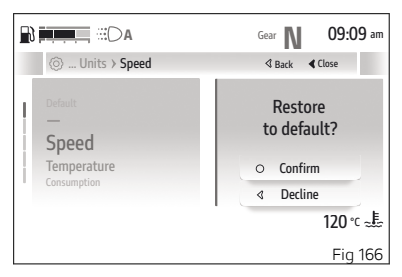 A Gear N 09:09 am
... Units › Speed Back Close
Default
Speed
Temperature
Consumption
Restore
to default?
Confirm
Decline
120 °C
Fig 166